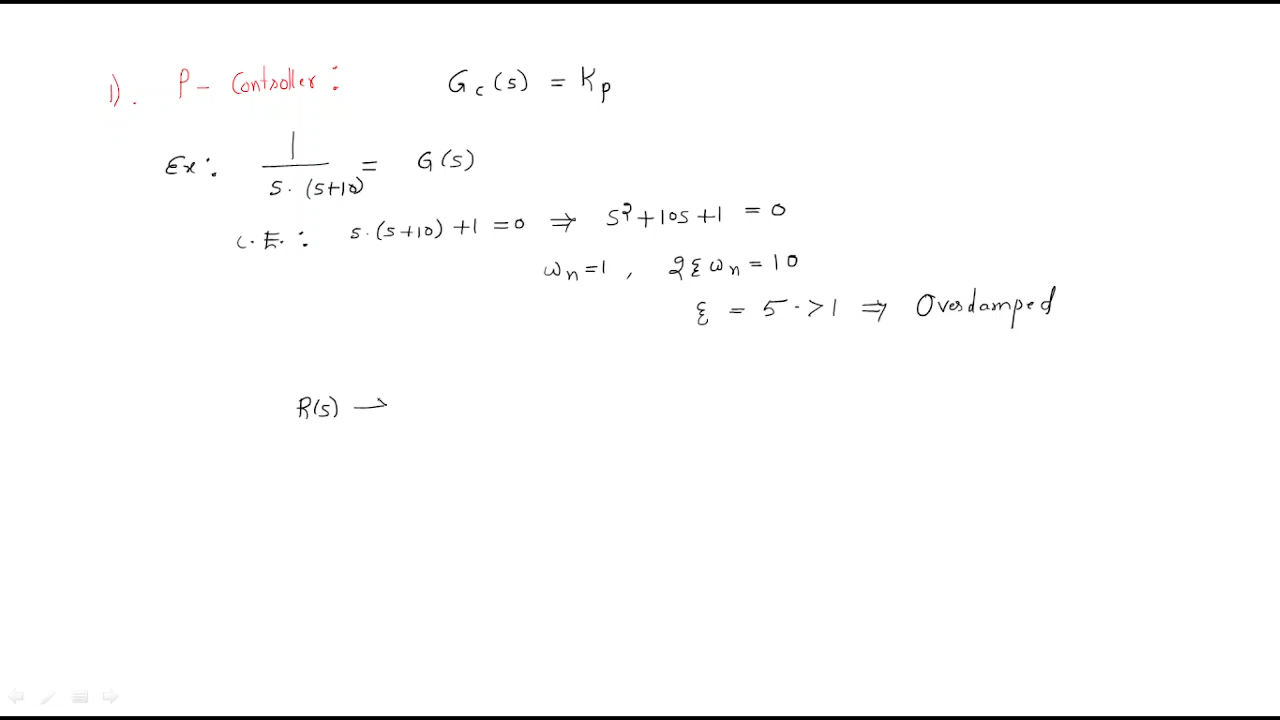 1). P - Controller : Gc(s) = Kp
Ex : 1 / s. (s+10) = G(s)
C.E. : s.(s+10) +1 = 0 ⇒ s² + 10s + 1 = 0
ωn = 1 , 2ξωn = 10
ξ = 5 . > 1 ⇒ Overdamped
R(s) →